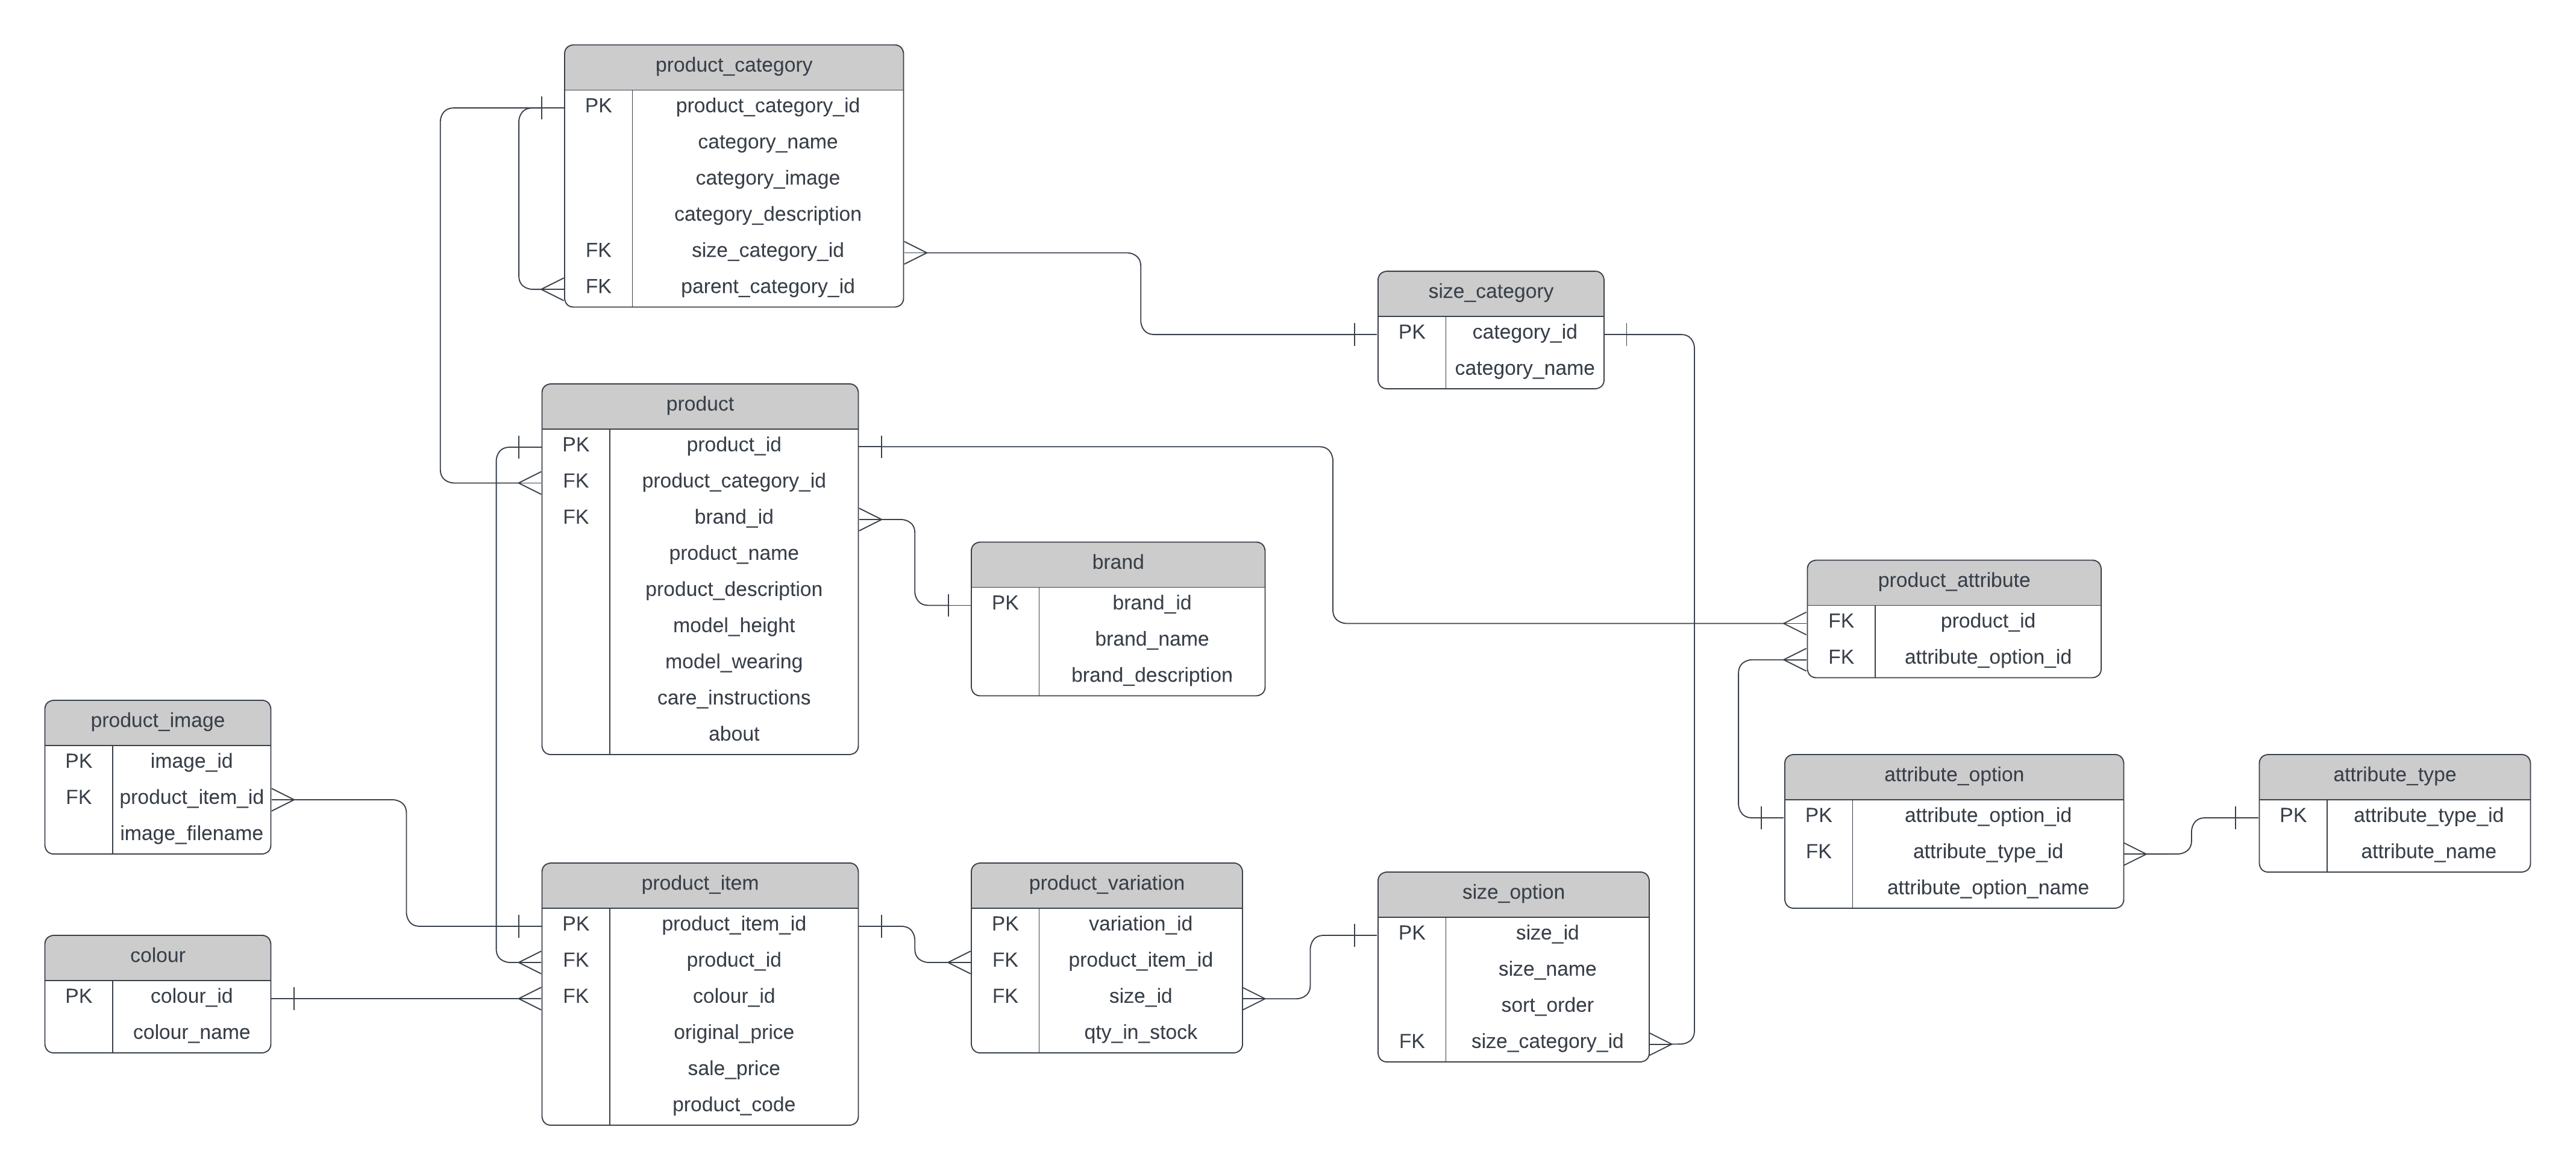 product_category
PK product_category_id
category_name
category_image
category_description
FK size_category_id
FK parent_category_id
size_category
PK category_id
category_name
product
PK product_id
FK product_category_id
FK brand_id
product_name
product_description
model_height
model_wearing
care_instructions
about
brand
PK brand_id
brand_name
brand_description
product_attribute
FK product_id
FK attribute_option_id
product_image
PK image_id
FK product_item_id
image_filename
attribute_option
PK attribute_option_id
FK attribute_type_id
attribute_option_name
attribute_type
PK attribute_type_id
attribute_name
colour
PK colour_id
colour_name
product_item
PK product_item_id
FK product_id
FK colour_id
original_price
sale_price
product_code
product_variation
PK variation_id
FK product_item_id
FK size_id
qty_in_stock
size_option
PK size_id
size_name
sort_order
FK size_category_id